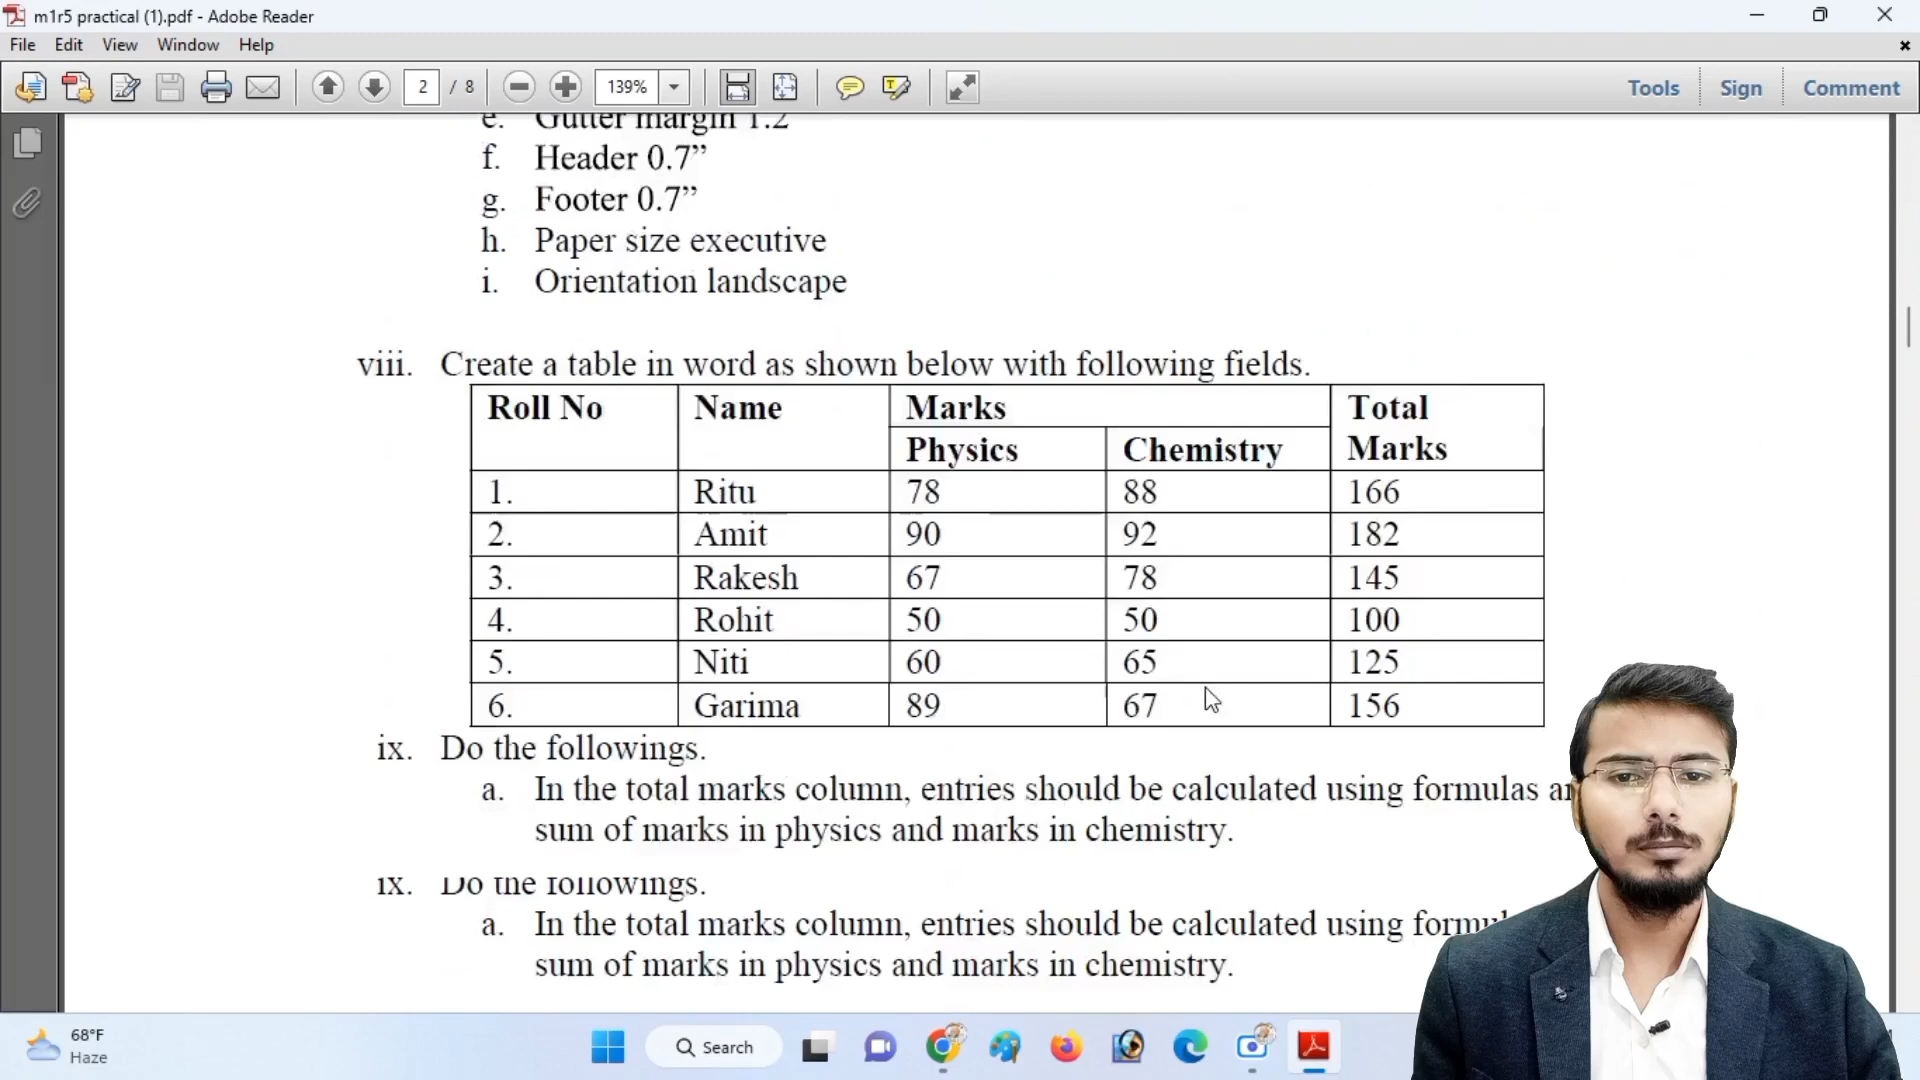 m1r5 practical (1).pdf - Adobe Reader
File Edit View Window Help
2 / 8 139% Tools Sign Comment
e. Gutter margin 1.2
f. Header 0.7”
g. Footer 0.7”
h. Paper size executive
i. Orientation landscape
viii. Create a table in word as shown below with following fields.
Roll No Name Marks Total Marks
Physics Chemistry
1. Ritu 78 88 166
2. Amit 90 92 182
3. Rakesh 67 78 145
4. Rohit 50 50 100
5. Niti 60 65 125
6. Garima 89 67 156
ix. Do the followings.
a. In the total marks column, entries should be calculated using formulas
sum of marks in physics and marks in chemistry.
ix. Do the followings.
a. In the total marks column, entries should be calculated using
sum of marks in physics and marks in chemistry.
68°F
Haze
Search